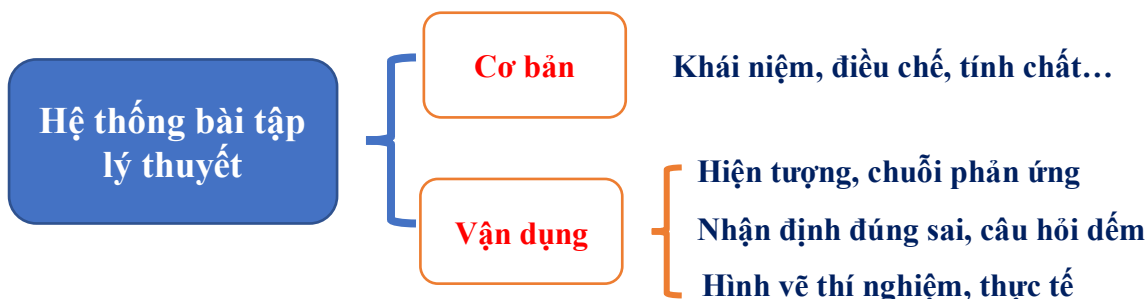 Hệ thống bài tập
lý thuyết
Cơ bản
Khái niệm, điều chế, tính chất…
Vận dụng
Hiện tượng, chuỗi phản ứng
Nhận định đúng sai, câu hỏi dếm
Hình vẽ thí nghiệm, thực tế